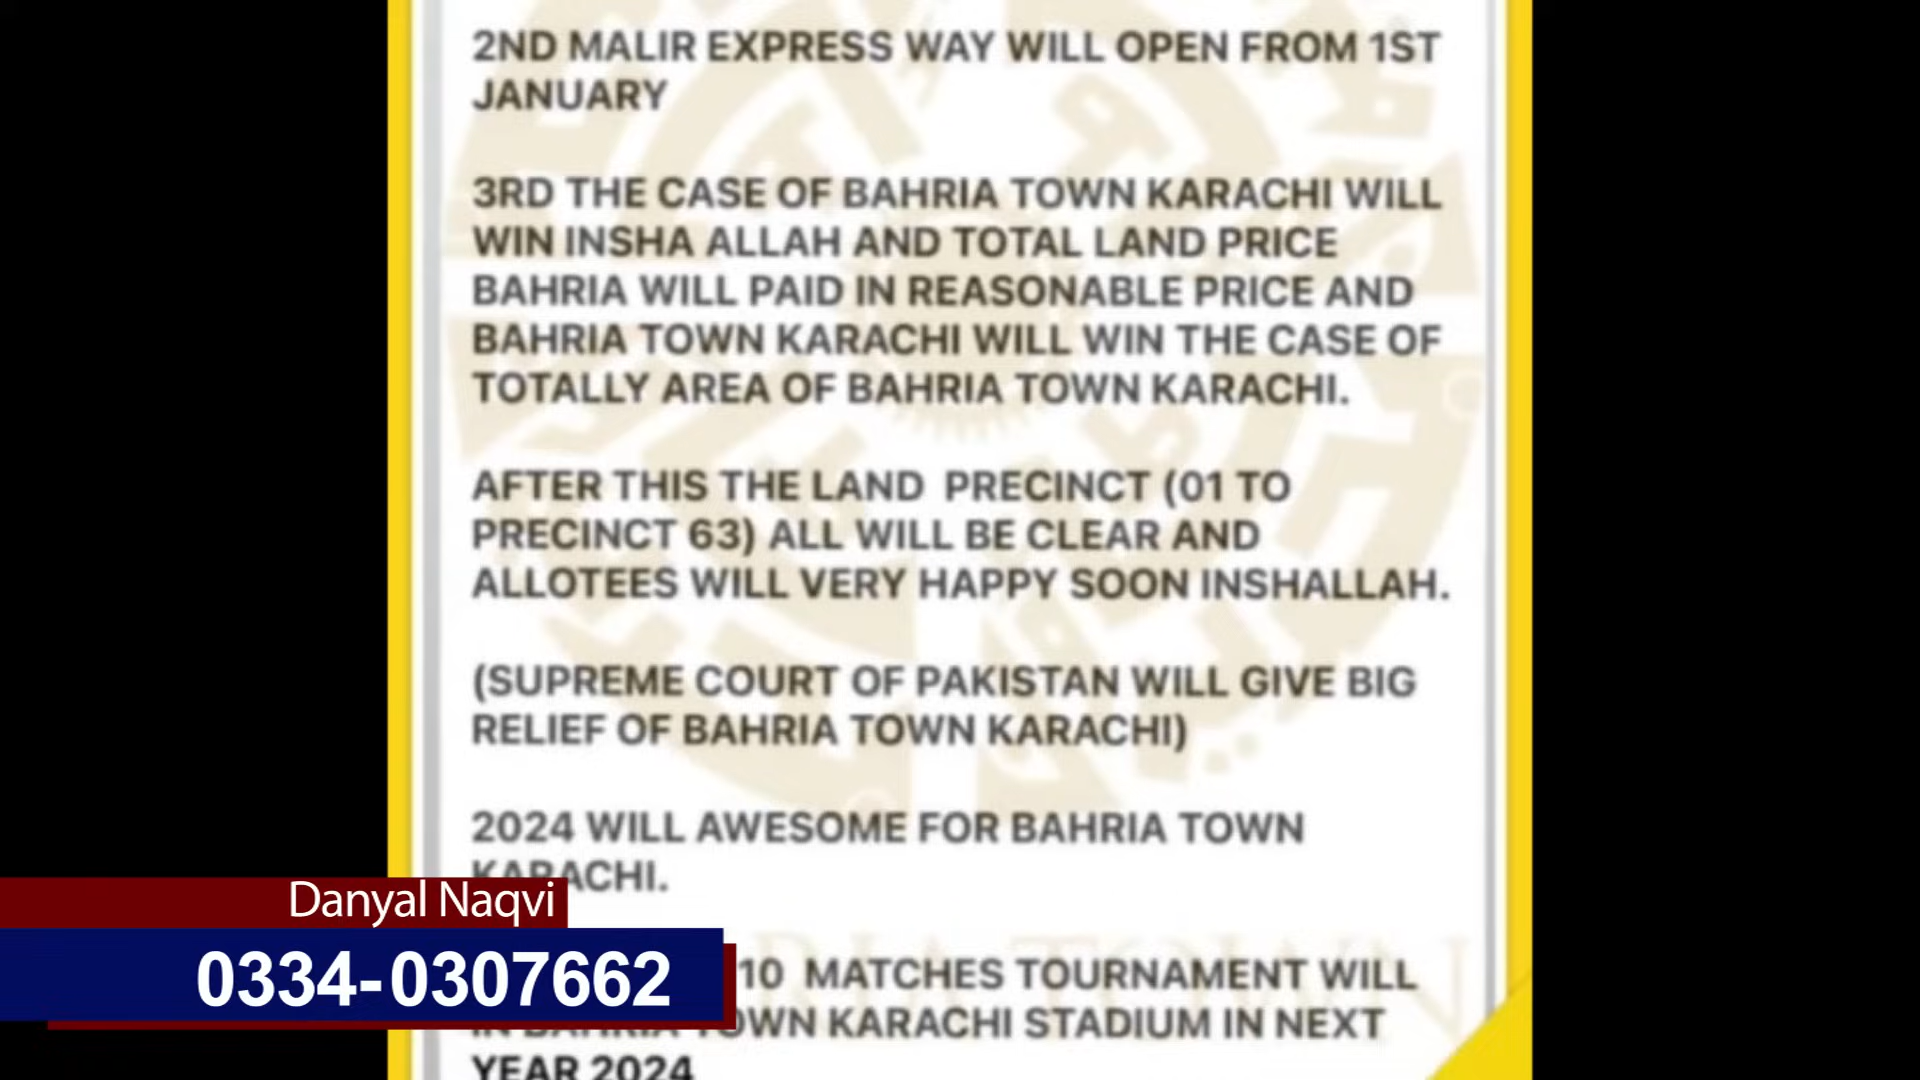 2ND MALIR EXPRESS WAY WILL OPEN FROM 1ST
JANUARY
3RD THE CASE OF BAHRIA TOWN KARACHI WILL
WIN INSHA ALLAH AND TOTAL LAND PRICE
BAHRIA WILL PAID IN REASONABLE PRICE AND
BAHRIA TOWN KARACHI WILL WIN THE CASE OF
TOTALLY AREA OF BAHRIA TOWN KARACHI.
AFTER THIS THE LAND PRECINCT (01 TO
PRECINCT 63) ALL WILL BE CLEAR AND
ALLOTEES WILL VERY HAPPY SOON INSHALLAH.
(SUPREME COURT OF PAKISTAN WILL GIVE BIG
RELIEF OF BAHRIA TOWN KARACHI)
2024 WILL AWESOME FOR BAHRIA TOWN
KARACHI.
10 MATCHES TOURNAMENT WILL
IN BAHRIA TOWN KARACHI STADIUM IN NEXT
YEAR 2024
Danyal Naqvi
0334-0307662